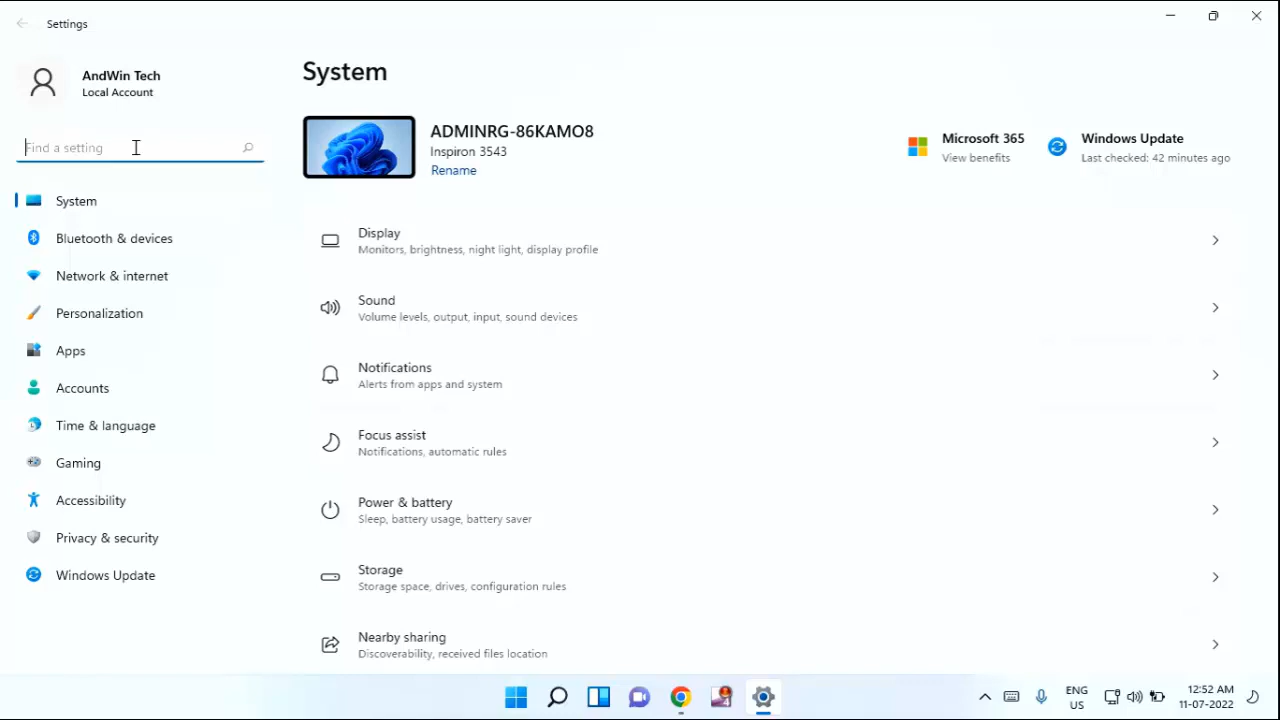 Settings
AndWin Tech
Local Account
Find a setting
System
Bluetooth & devices
Network & internet
Personalization
Apps
Accounts
Time & language
Gaming
Accessibility
Privacy & security
Windows Update
System
ADMINRG-86KAMO8
Inspiron 3543
Rename
Microsoft 365
View benefits
Windows Update
Last checked: 42 minutes ago
Display
Monitors, brightness, night light, display profile
Sound
Volume levels, output, input, sound devices
Notifications
Alerts from apps and system
Focus assist
Notifications, automatic rules
Power & battery
Sleep, battery usage, battery saver
Storage
Storage space, drives, configuration rules
Nearby sharing
Discoverability, received files location
ENG
US
12:52 AM
11-07-2022